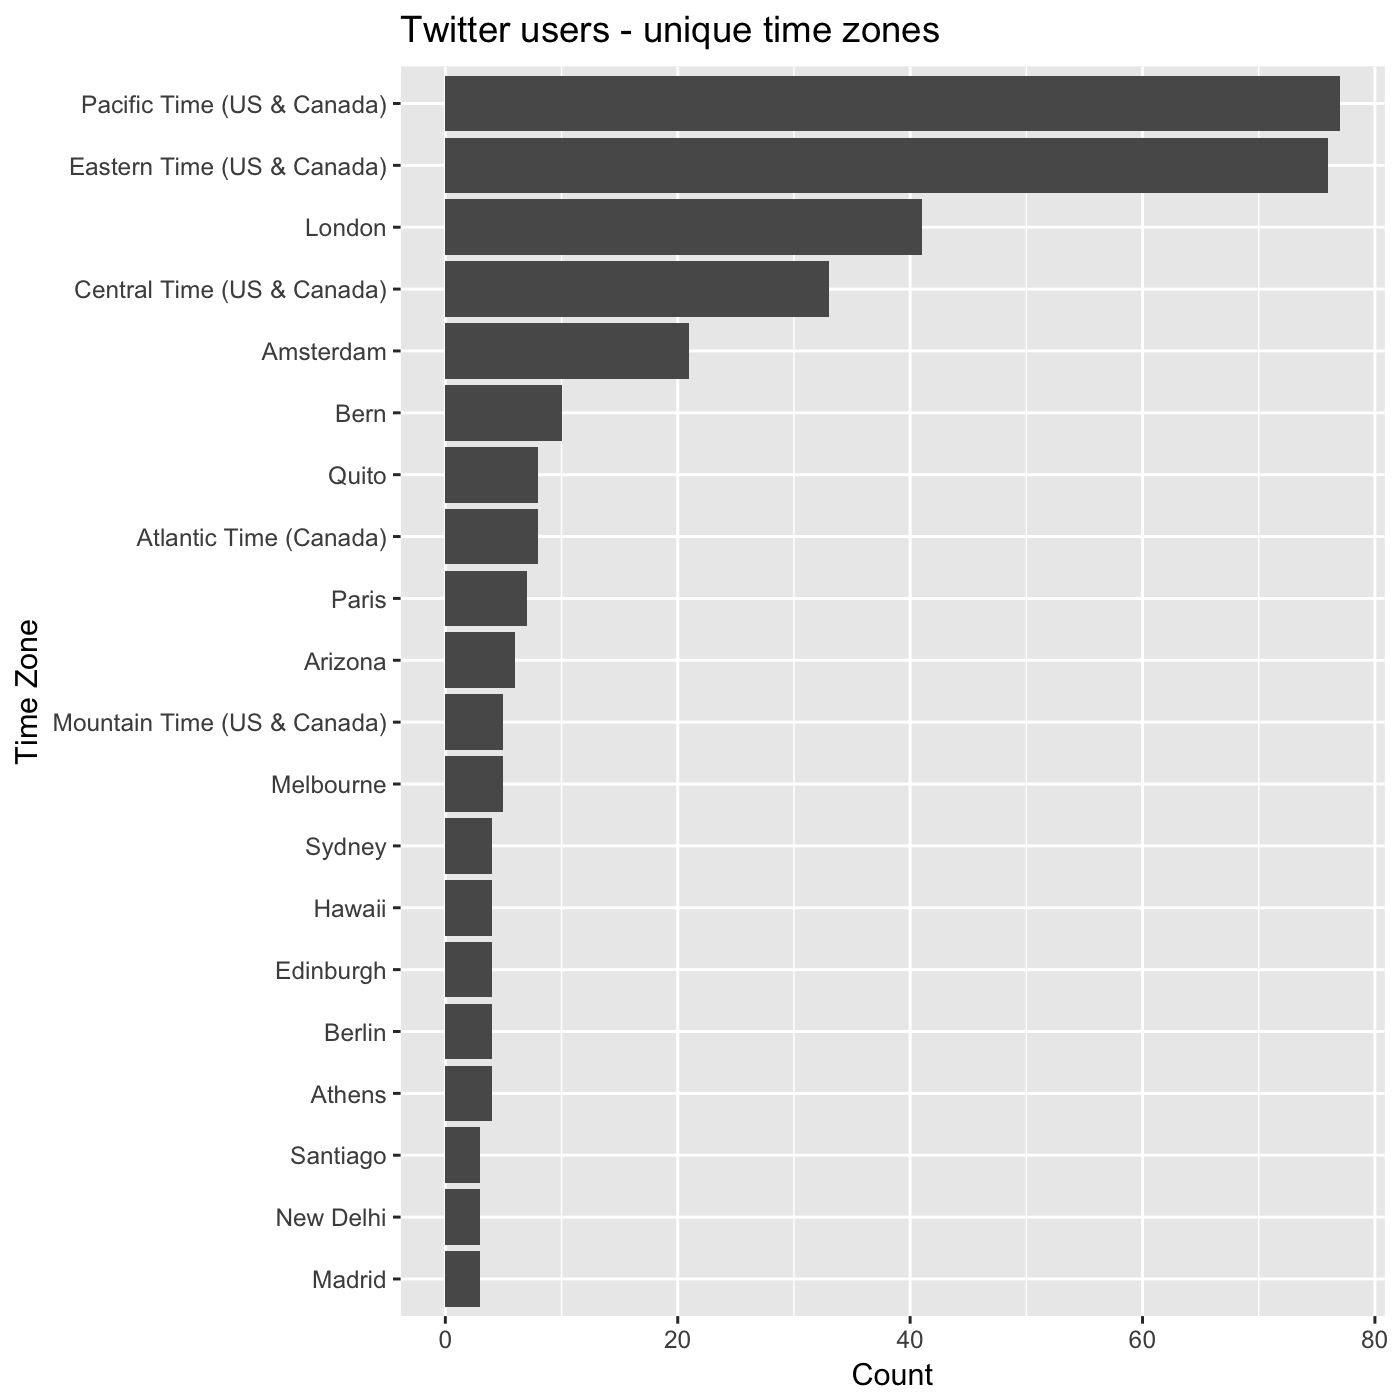 Twitter users - unique time zones
Pacific Time (US & Canada)
Eastern Time (US & Canada)
London
Central Time (US & Canada)
Amsterdam
Bern
Quito
Atlantic Time (Canada)
Paris
Arizona
Mountain Time (US & Canada)
Melbourne
Sydney
Hawaii
Edinburgh
Berlin
Athens
Santiago
New Delhi
Madrid
Time Zone
0 20 40 60 80
Count